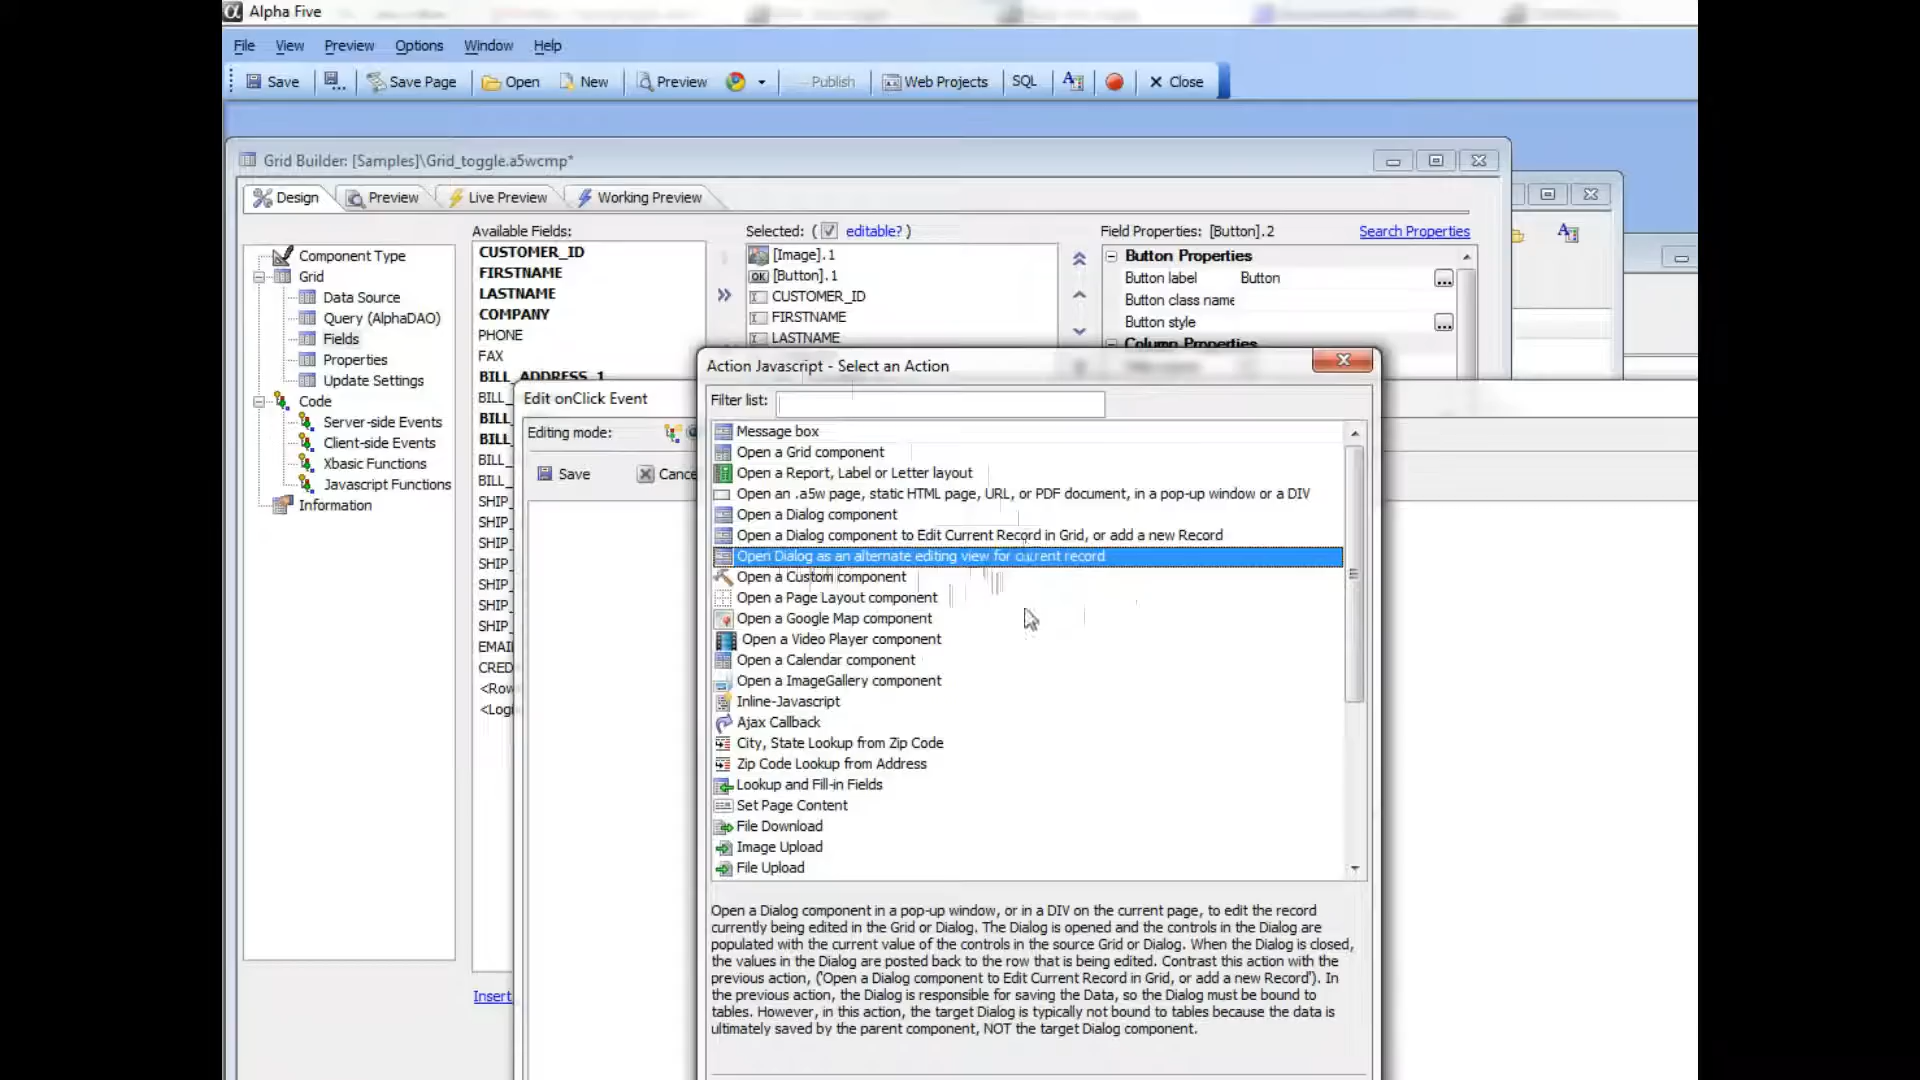 Alpha Five
File View Preview Options Window Help
Save Save Page Open New Preview Publish Web Projects SQL Close
Grid Builder: [Samples]\Grid_toggle.a5wcmp*
Design Preview Live Preview Working Preview
Component Type
Grid
Data Source
Query (AlphaDAO)
Fields
Properties
Update Settings
Code
Server-side Events
Client-side Events
Xbasic Functions
Javascript Functions
Information
Available Fields:
CUSTOMER_ID
FIRSTNAME
LASTNAME
COMPANY
PHONE
FAX
BILL_ADDRESS_1
BILL_
BILL_
BILL_
BILL_
BILL_
SHIP_
SHIP_
SHIP_
SHIP_
SHIP_
SHIP_
SHIP_
EMAI
CRED
<Row
<Logi
Insert
Selected: ( editable? )
[Image].1
[Button].1
CUSTOMER_ID
FIRSTNAME
LASTNAME
Field Properties: [Button].2 Search Properties
Button Properties
Button label Button
Button class name
Button style
Column Properties
Edit onClick Event
Editing mode:
Save Cance
Action Javascript - Select an Action
Filter list:
Message box
Open a Grid component
Open a Report, Label or Letter layout
Open an .a5w page, static HTML page, URL, or PDF document, in a pop-up window or a DIV
Open a Dialog component
Open a Dialog component to Edit Current Record in Grid, or add a new Record
Open Dialog as an alternate editing view for current record
Open a Custom component
Open a Page Layout component
Open a Google Map component
Open a Video Player component
Open a Calendar component
Open a ImageGallery component
Inline-Javascript
Ajax Callback
City, State Lookup from Zip Code
Zip Code Lookup from Address
Lookup and Fill-in Fields
Set Page Content
File Download
Image Upload
File Upload
Open a Dialog component in a pop-up window, or in a DIV on the current page, to edit the record
currently being edited in the Grid or Dialog. The Dialog is opened and the controls in the Dialog are
populated with the current value of the controls in the source Grid or Dialog. When the Dialog is closed,
the values in the Dialog are posted back to the row that is being edited. Contrast this action with the
previous action, ('Open a Dialog component to Edit Current Record in Grid, or add a new Record'). In
the previous action, the Dialog is responsible for saving the Data, so the Dialog must be bound to
tables. However, in this action, the target Dialog is typically not bound to tables because the data is
ultimately saved by the parent component, NOT the target Dialog component.